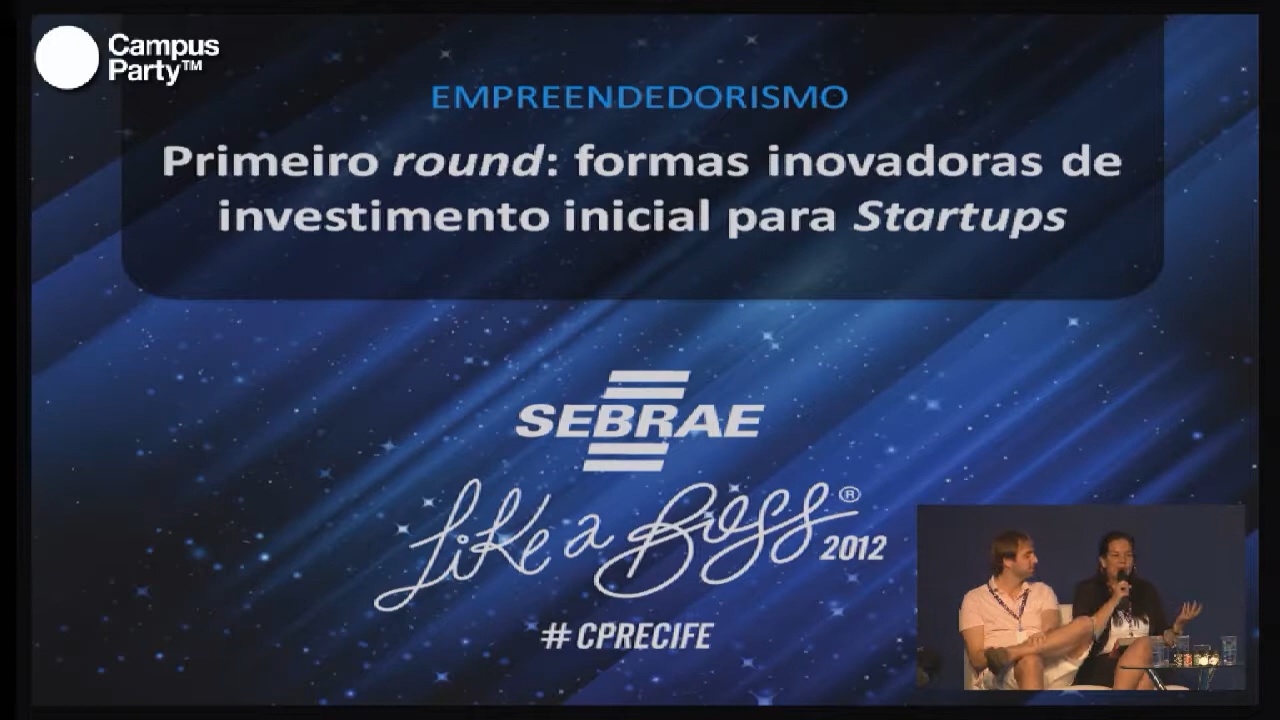 Campus
Party™
EMPREENDEDORISMO
Primeiro round: formas inovadoras de
investimento inicial para Startups
SEBRAE
Like a Boss®
2012
#CPRECIFE